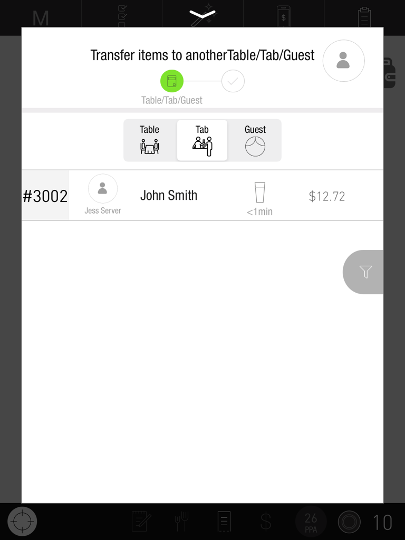 M
$
Transfer items to anotherTable/Tab/Guest
Table/Tab/Guest
Table
Tab
Guest
#3002
Jess Server
John Smith
<1min
$12.72
S
26
PPA
10